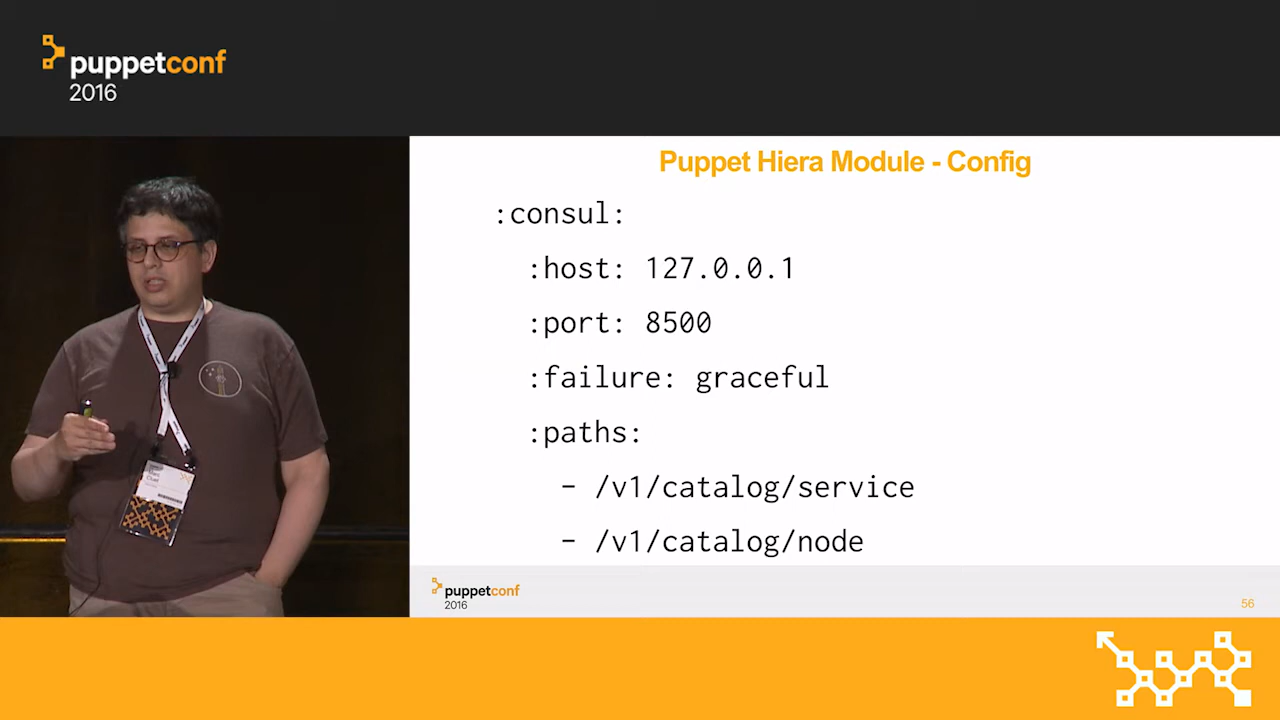 puppetconf
2016
Puppet Hiera Module - Config
:consul:
:host: 127.0.0.1
:port: 8500
:failure: graceful
:paths:
- /v1/catalog/service
- /v1/catalog/node
puppetconf
2016
56